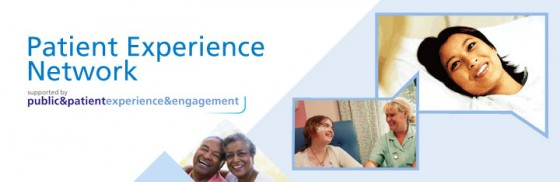 Patient Experience
Network
supported by
public&patientexperience&engagement